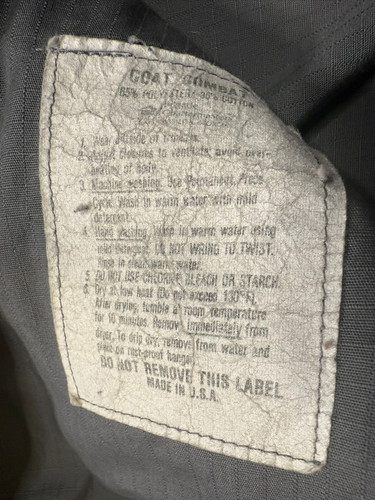 COAT COMBAT
65% POLYESTER/35% COTTON
1. Wear outside of trousers.
2. Adjust closures to ventilate; avoid over-
heating of body.
3. Machine washing. Use Permanent Press
Cycle. Wash in warm water with mild
detergent.
4. Hand washing. Wash in warm water using
mild detergent. DO NOT WRING TO TWIST.
Rinse in clean warm water.
5. DO NOT USE CHLORINE BLEACH OR STARCH.
6. Dry at low heat (Do not exceed 130° F).
After drying, tumble at room temperature
for 10 minutes. Remove immediately from
dryer. To drip dry, remove from water and
place on rust-proof hanger.
DO NOT REMOVE THIS LABEL
MADE IN U.S.A.